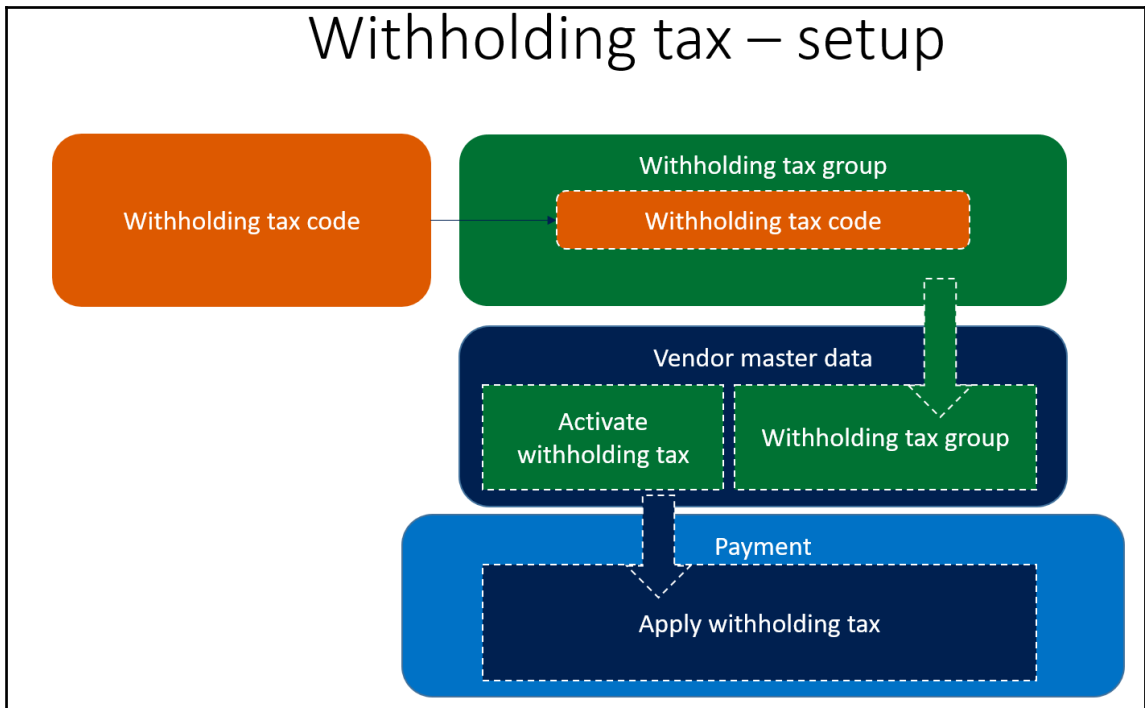 Withholding tax – setup
Withholding tax code
Withholding tax group
Withholding tax code
Vendor master data
Activate
withholding tax
Withholding tax group
Payment
Apply withholding tax